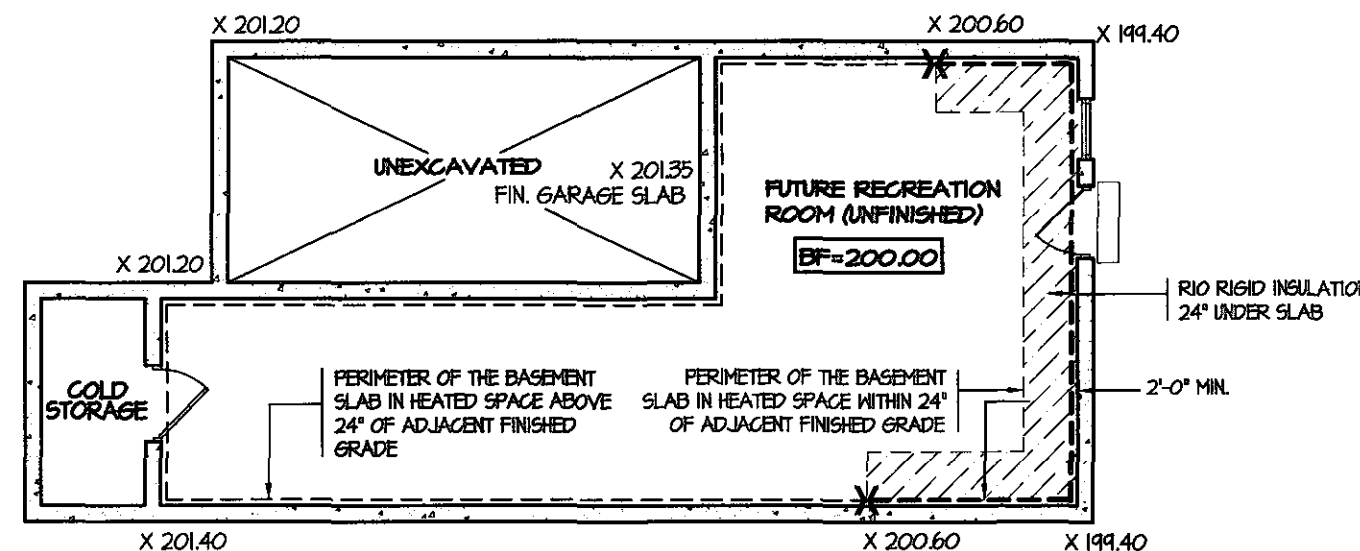 X 201.20
X 200.60
X 199.40
UNEXCAVATED
X 201.35
FIN. GARAGE SLAB
FUTURE RECREATION
ROOM (UNFINISHED)
BF=200.00
X 201.20
R10 RIGID INSULATION
24" UNDER SLAB
COLD
STORAGE
PERIMETER OF THE BASEMENT
SLAB IN HEATED SPACE ABOVE
24" OF ADJACENT FINISHED
GRADE
PERIMETER OF THE BASEMENT
SLAB IN HEATED SPACE WITHIN 24"
OF ADJACENT FINISHED GRADE
2'-0" MIN.
X 201.40
X 200.60
X 199.40